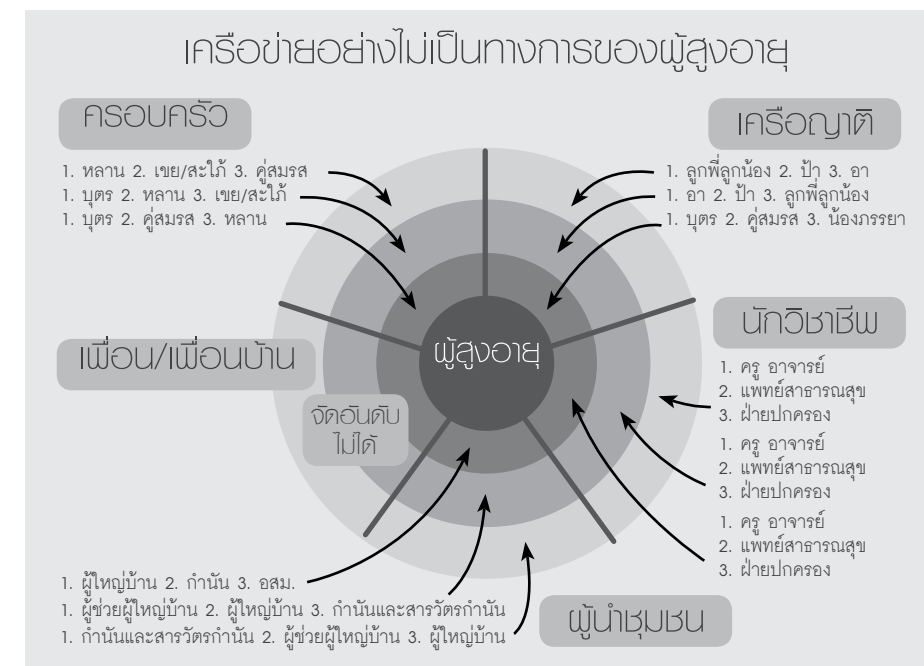 เครือข่ายอย่างไม่เป็นทางการของผู้สูงอายุ
ครอบครัว
1. หลาน 2. เขย/สะใภ้ 3. คู่สมรส
1. บุตร 2. หลาน 3. เขย/สะใภ้
1. บุตร 2. คู่สมรส 3. หลาน
เครือญาติ
1. ลูกพี่ลูกน้อง 2. ป้า 3. อา
1. อา 2. ป้า 3. ลูกพี่ลูกน้อง
1. บุตร 2. คู่สมรส 3. น้องภรรยา
ผู้สูงอายุ
เพื่อน/เพื่อนบ้าน
จัดอันดับ
ไม่ได้
นักวิชาชีพ
1. ครู อาจารย์
2. แพทย์สาธารณสุข
3. ฝ่ายปกครอง
1. ครู อาจารย์
2. แพทย์สาธารณสุข
3. ฝ่ายปกครอง
1. ครู อาจารย์
2. แพทย์สาธารณสุข
3. ฝ่ายปกครอง
1. ผู้ใหญ่บ้าน 2. กำนัน 3. อสม.
1. ผู้ช่วยผู้ใหญ่บ้าน 2. ผู้ใหญ่บ้าน 3. กำนันและสารวัตรกำนัน
1. กำนันและสารวัตรกำนัน 2. ผู้ช่วยผู้ใหญ่บ้าน 3. ผู้ใหญ่บ้าน
ผู้นำชุมชน